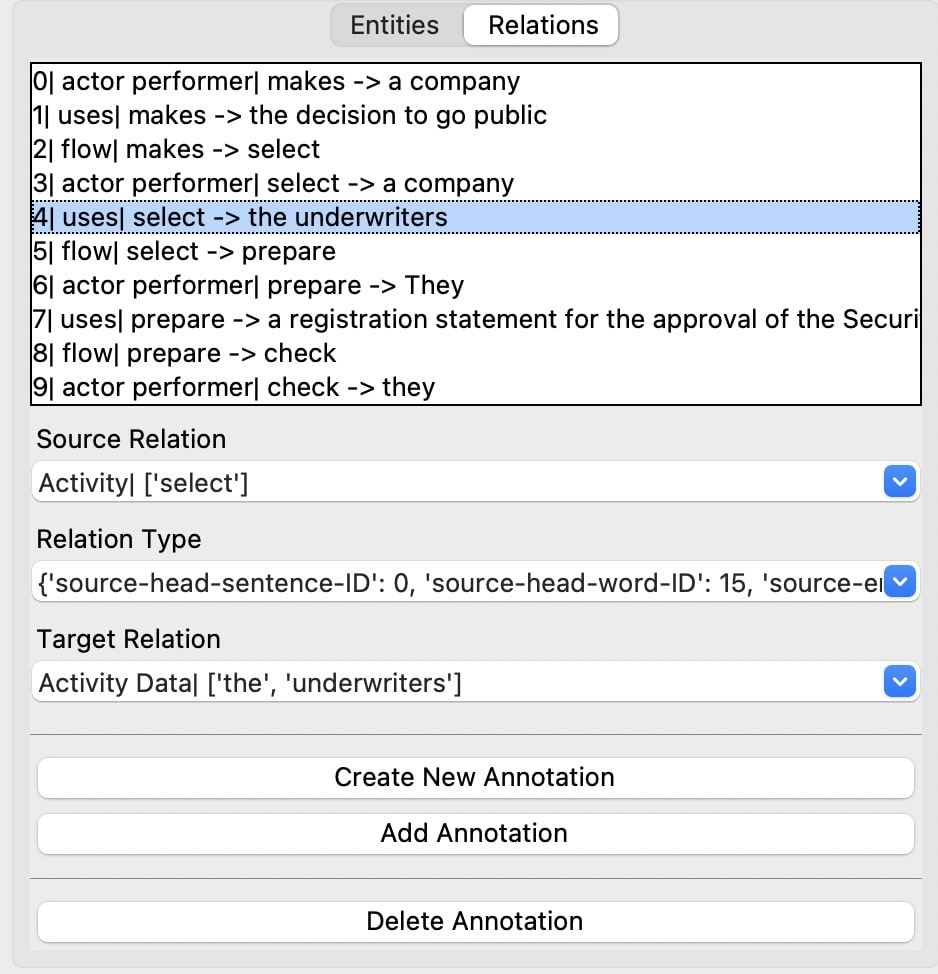 Entities Relations
0| actor performer| makes -> a company
1| uses| makes -> the decision to go public
2| flow| makes -> select
3| actor performer| select -> a company
4| uses| select -> the underwriters
5| flow| select -> prepare
6| actor performer| prepare -> They
7| uses| prepare -> a registration statement for the approval of the Securi
8| flow| prepare -> check
9| actor performer| check -> they
Source Relation
Activity| ['select']
Relation Type
{'source-head-sentence-ID': 0, 'source-head-word-ID': 15, 'source-e
Target Relation
Activity Data| ['the', 'underwriters']
Create New Annotation
Add Annotation
Delete Annotation